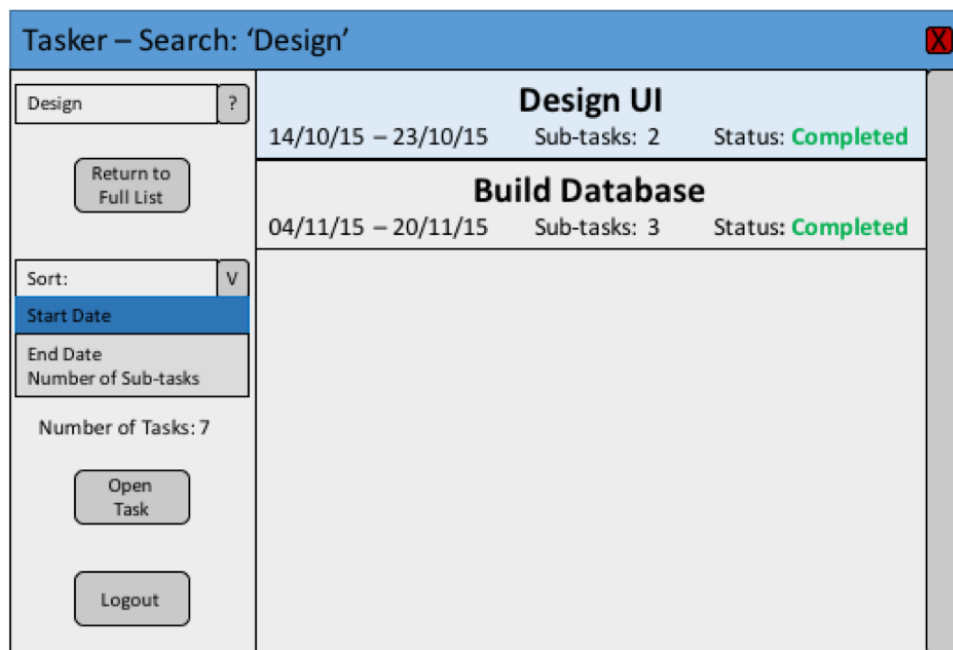 Tasker – Search: ‘Design’
X
Design
?
Return to
Full List
Sort:
V
Start Date
End Date
Number of Sub-tasks
Number of Tasks: 7
Open
Task
Logout
Design UI
14/10/15 – 23/10/15 Sub-tasks: 2 Status: Completed
Build Database
04/11/15 – 20/11/15 Sub-tasks: 3 Status: Completed